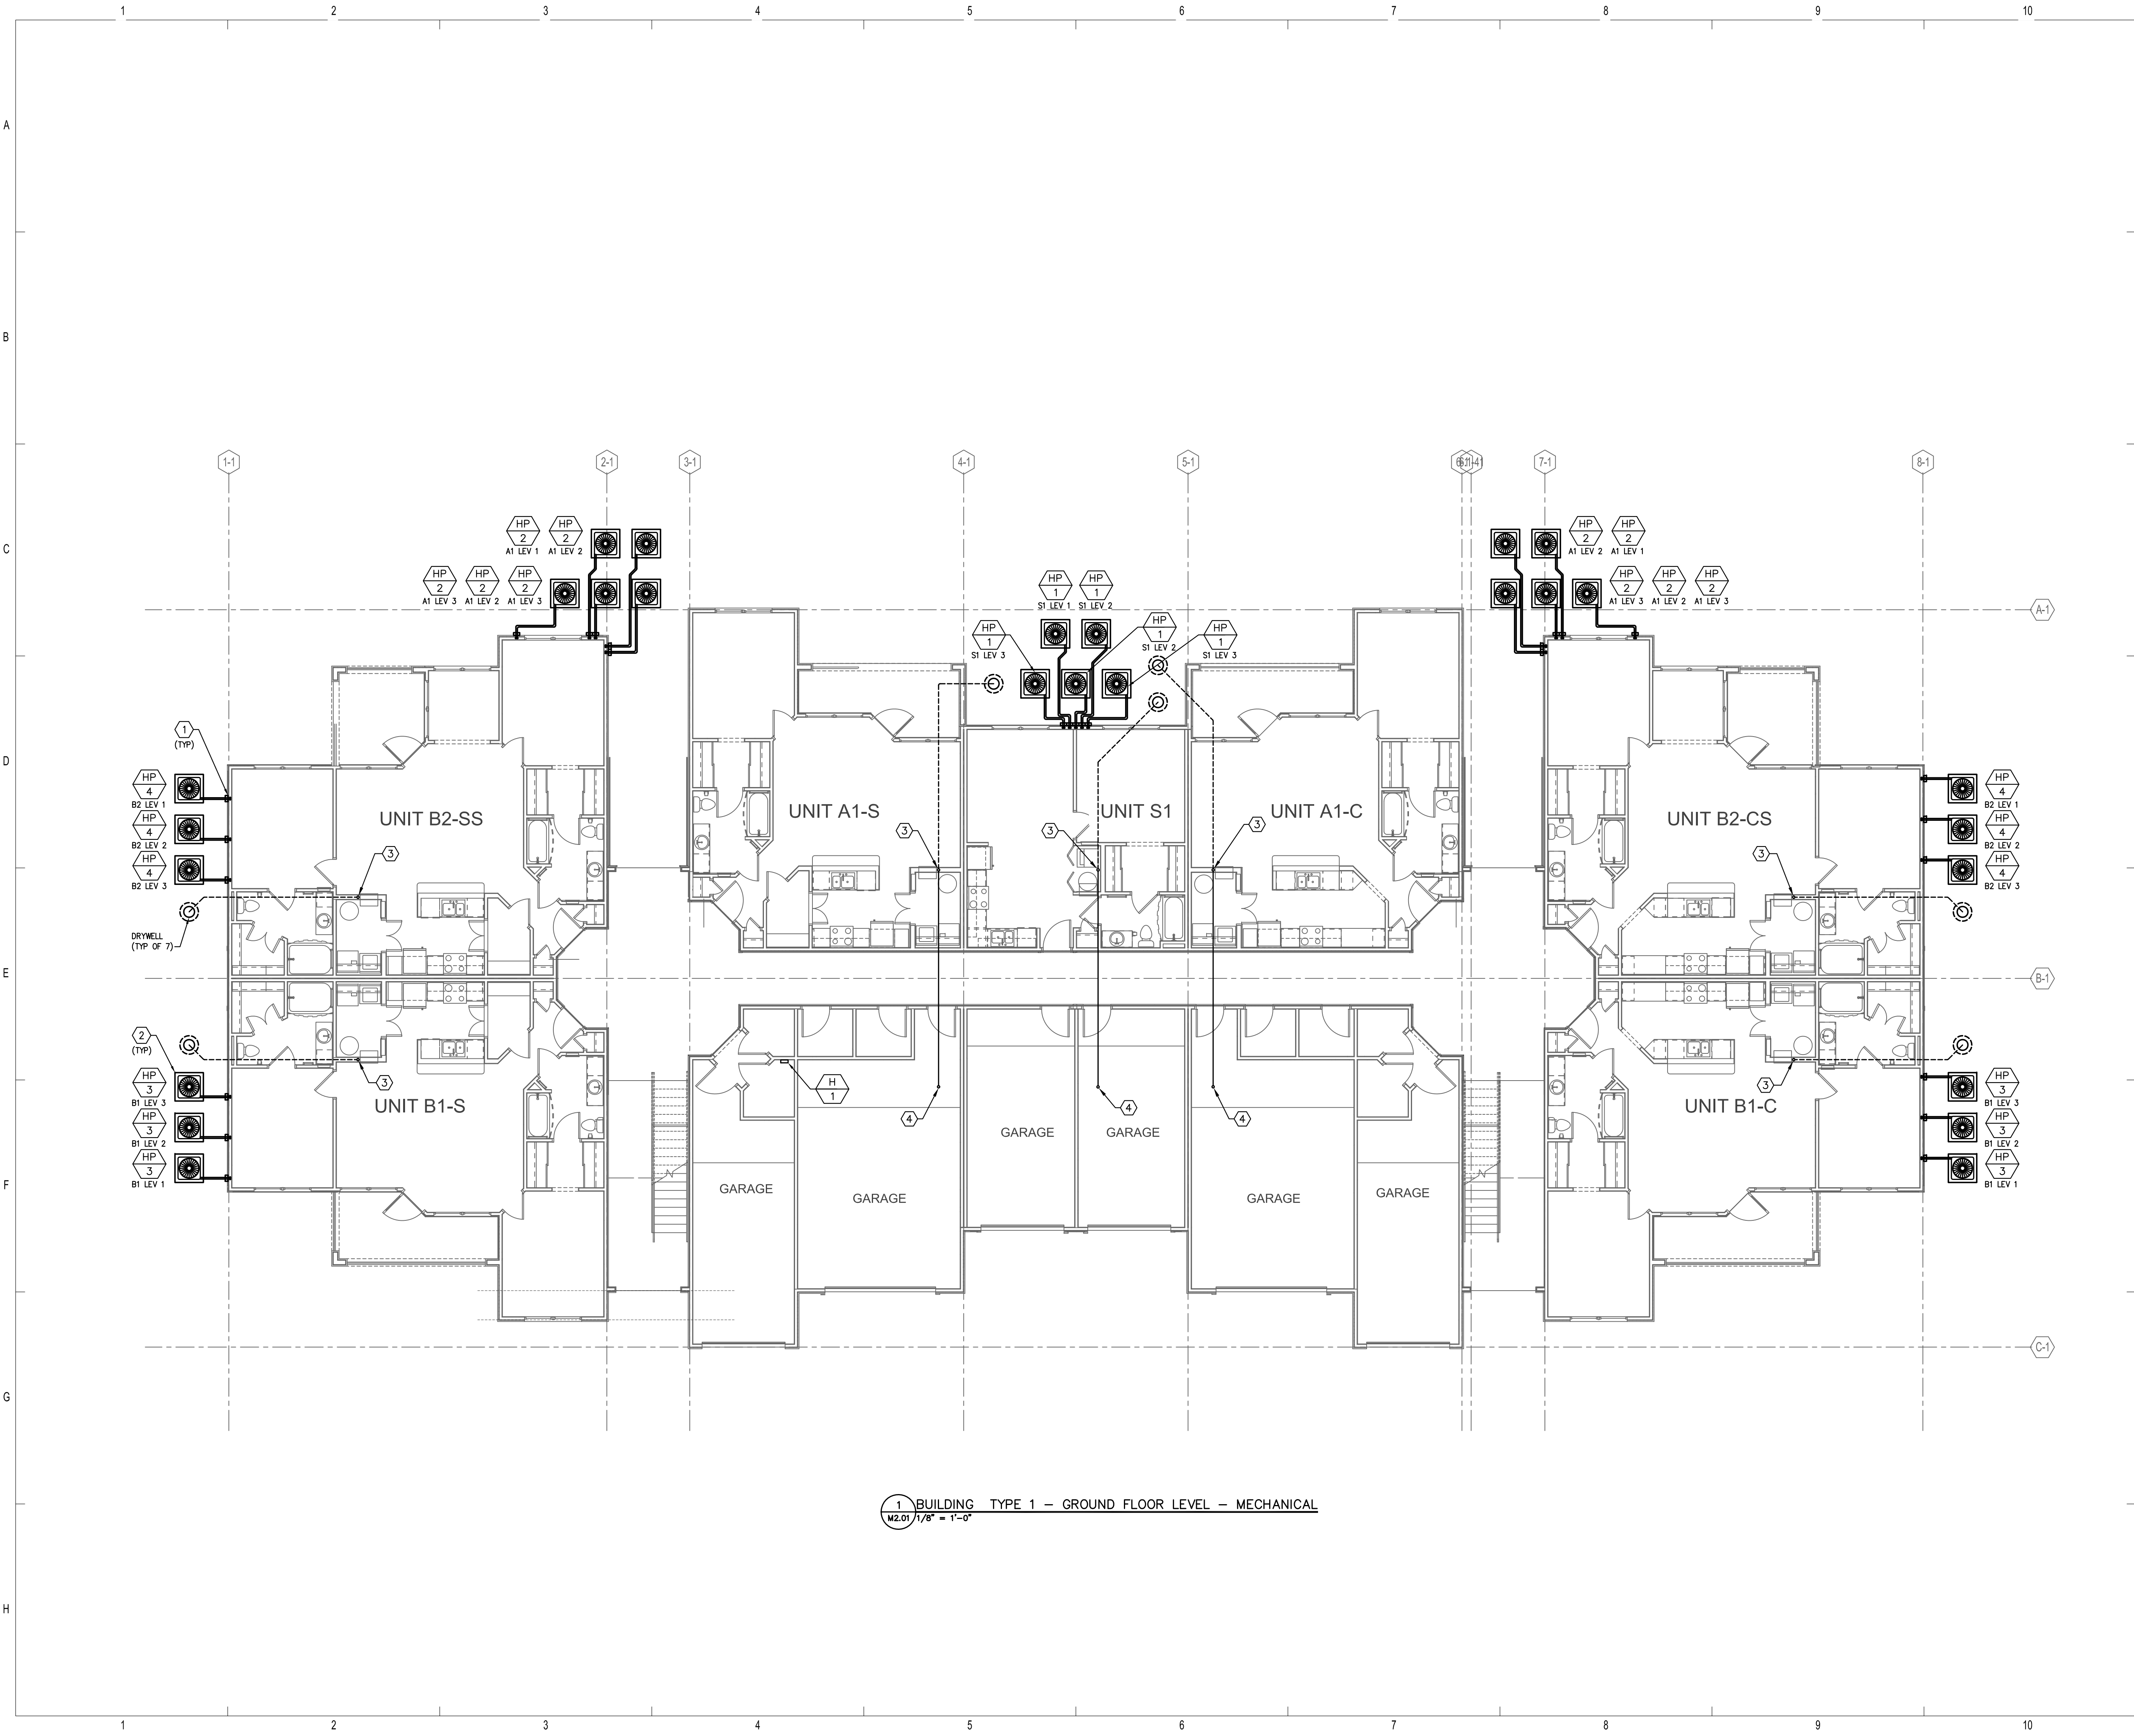 1 2 3 4 5 6 7 8 9 10
A
B
1-1 2-1 3-1 4-1 5-1 7-1 8-1
C
HP 2 A1 LEV 1
HP 2 A1 LEV 2
HP 2 A1 LEV 3
HP 2 A1 LEV 2
HP 2 A1 LEV 3
HP 1 S1 LEV 1
HP 1 S1 LEV 2
HP 1 S1 LEV 3
HP 1 S1 LEV 2
HP 1 S1 LEV 3
HP 2 A1 LEV 2
HP 2 A1 LEV 1
HP 2 A1 LEV 3
HP 2 A1 LEV 2
HP 2 A1 LEV 3
A-1
1
(TYP)
D
HP 4 B2 LEV 1
HP 4 B2 LEV 2
HP 4 B2 LEV 3
UNIT B2-SS
UNIT A1-S
UNIT S1
UNIT A1-C
UNIT B2-CS
HP 4 B2 LEV 1
HP 4 B2 LEV 2
HP 4 B2 LEV 3
3
3
3
3
3
DRYWELL
(TYP OF 7)
E
B-1
2
(TYP)
HP 3 B1 LEV 3
HP 3 B1 LEV 2
HP 3 B1 LEV 1
3
UNIT B1-S
H 1
4
4
4
3
UNIT B1-C
HP 3 B1 LEV 3
HP 3 B1 LEV 2
HP 3 B1 LEV 1
F
GARAGE
GARAGE
GARAGE
GARAGE
GARAGE
GARAGE
C-1
G
1 BUILDING TYPE 1 – GROUND FLOOR LEVEL – MECHANICAL
M2.01 1/8" = 1'-0"
H
1 2 3 4 5 6 7 8 9 10